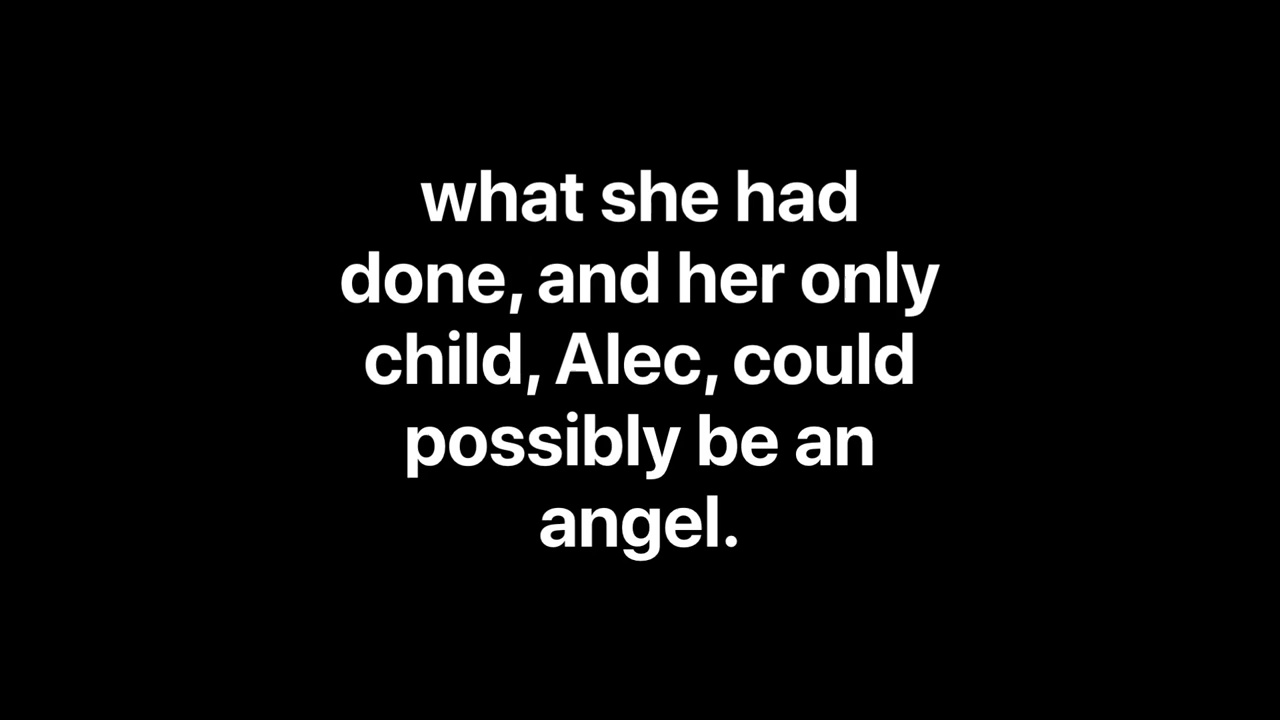 what she had
done, and her only
child, Alec, could
possibly be an
angel.